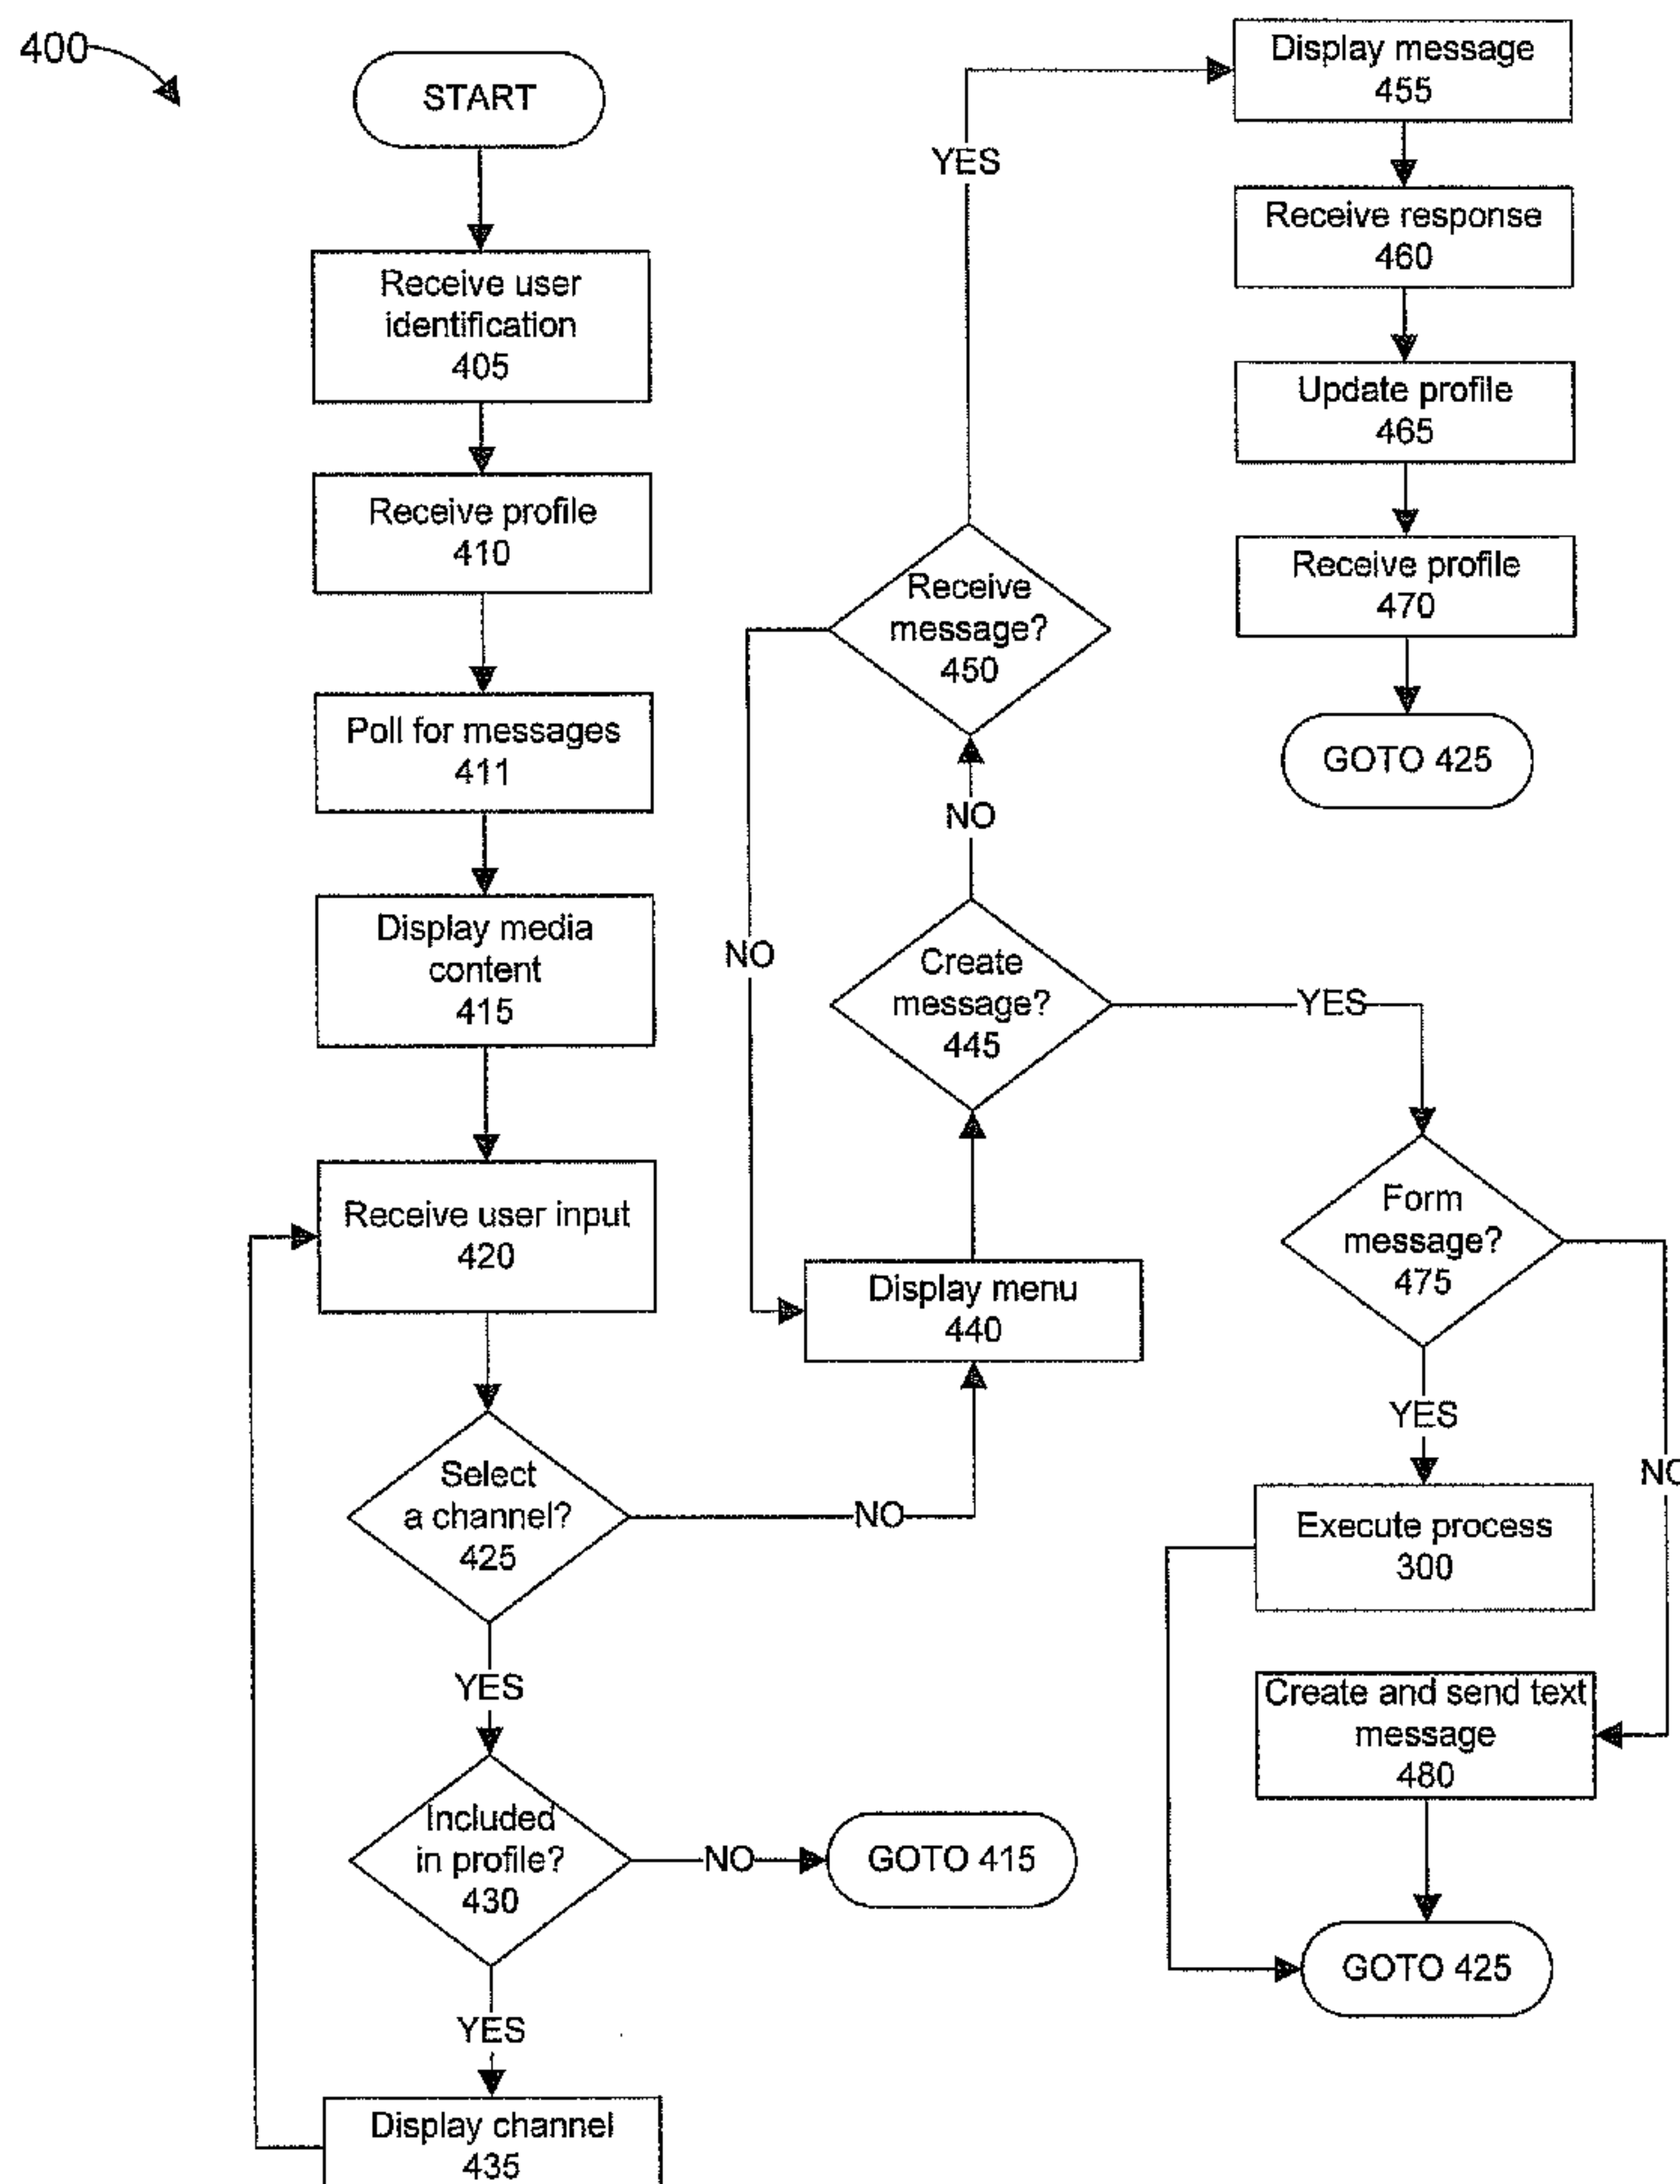 400
START
Receive user
identification
405
Receive profile
410
Poll for messages
411
Display media
content
415
Receive user input
420
Select
a channel?
425
NO
YES
Included
in profile?
430
NO
GOTO 415
YES
Display channel
435
Display menu
440
Create
message?
445
NO
YES
Receive
message?
450
NO
YES
Display message
455
Receive response
460
Update profile
465
Receive profile
470
GOTO 425
Form
message?
475
YES
NO
Execute process
300
Create and send text
message
480
GOTO 425